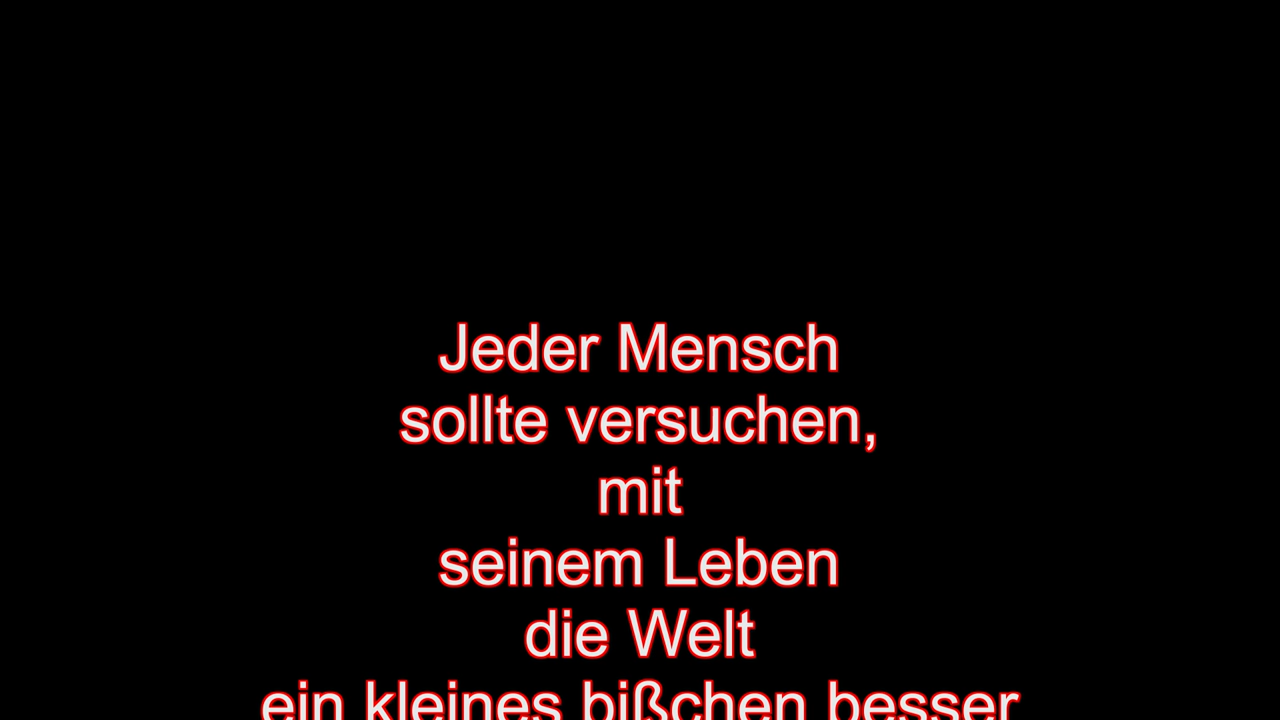 Jeder Mensch
sollte versuchen,
mit
seinem Leben
die Welt
ein kleines bißchen besser